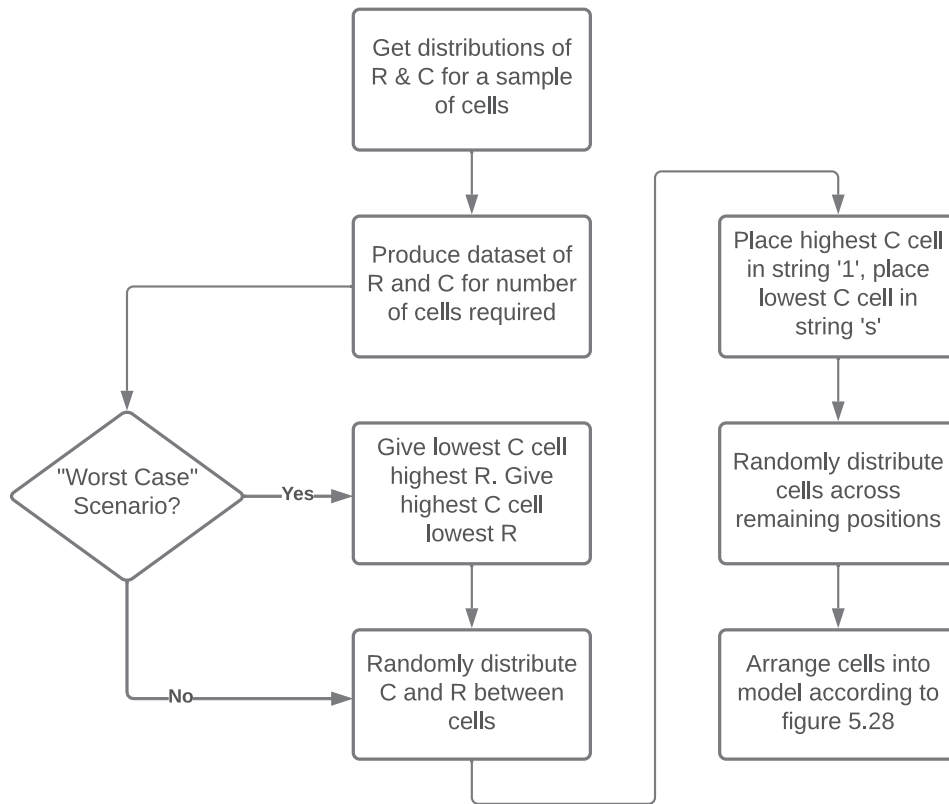 Get distributions of
R & C for a sample
of cells
Produce dataset of
R and C for number
of cells required
"Worst Case"
Scenario?
Yes
Give lowest C cell
highest R. Give
highest C cell
lowest R
No
Randomly distribute
C and R between
cells
Place highest C cell
in string '1', place
lowest C cell in
string 's'
Randomly distribute
cells across
remaining positions
Arrange cells into
model according to
figure 5.28